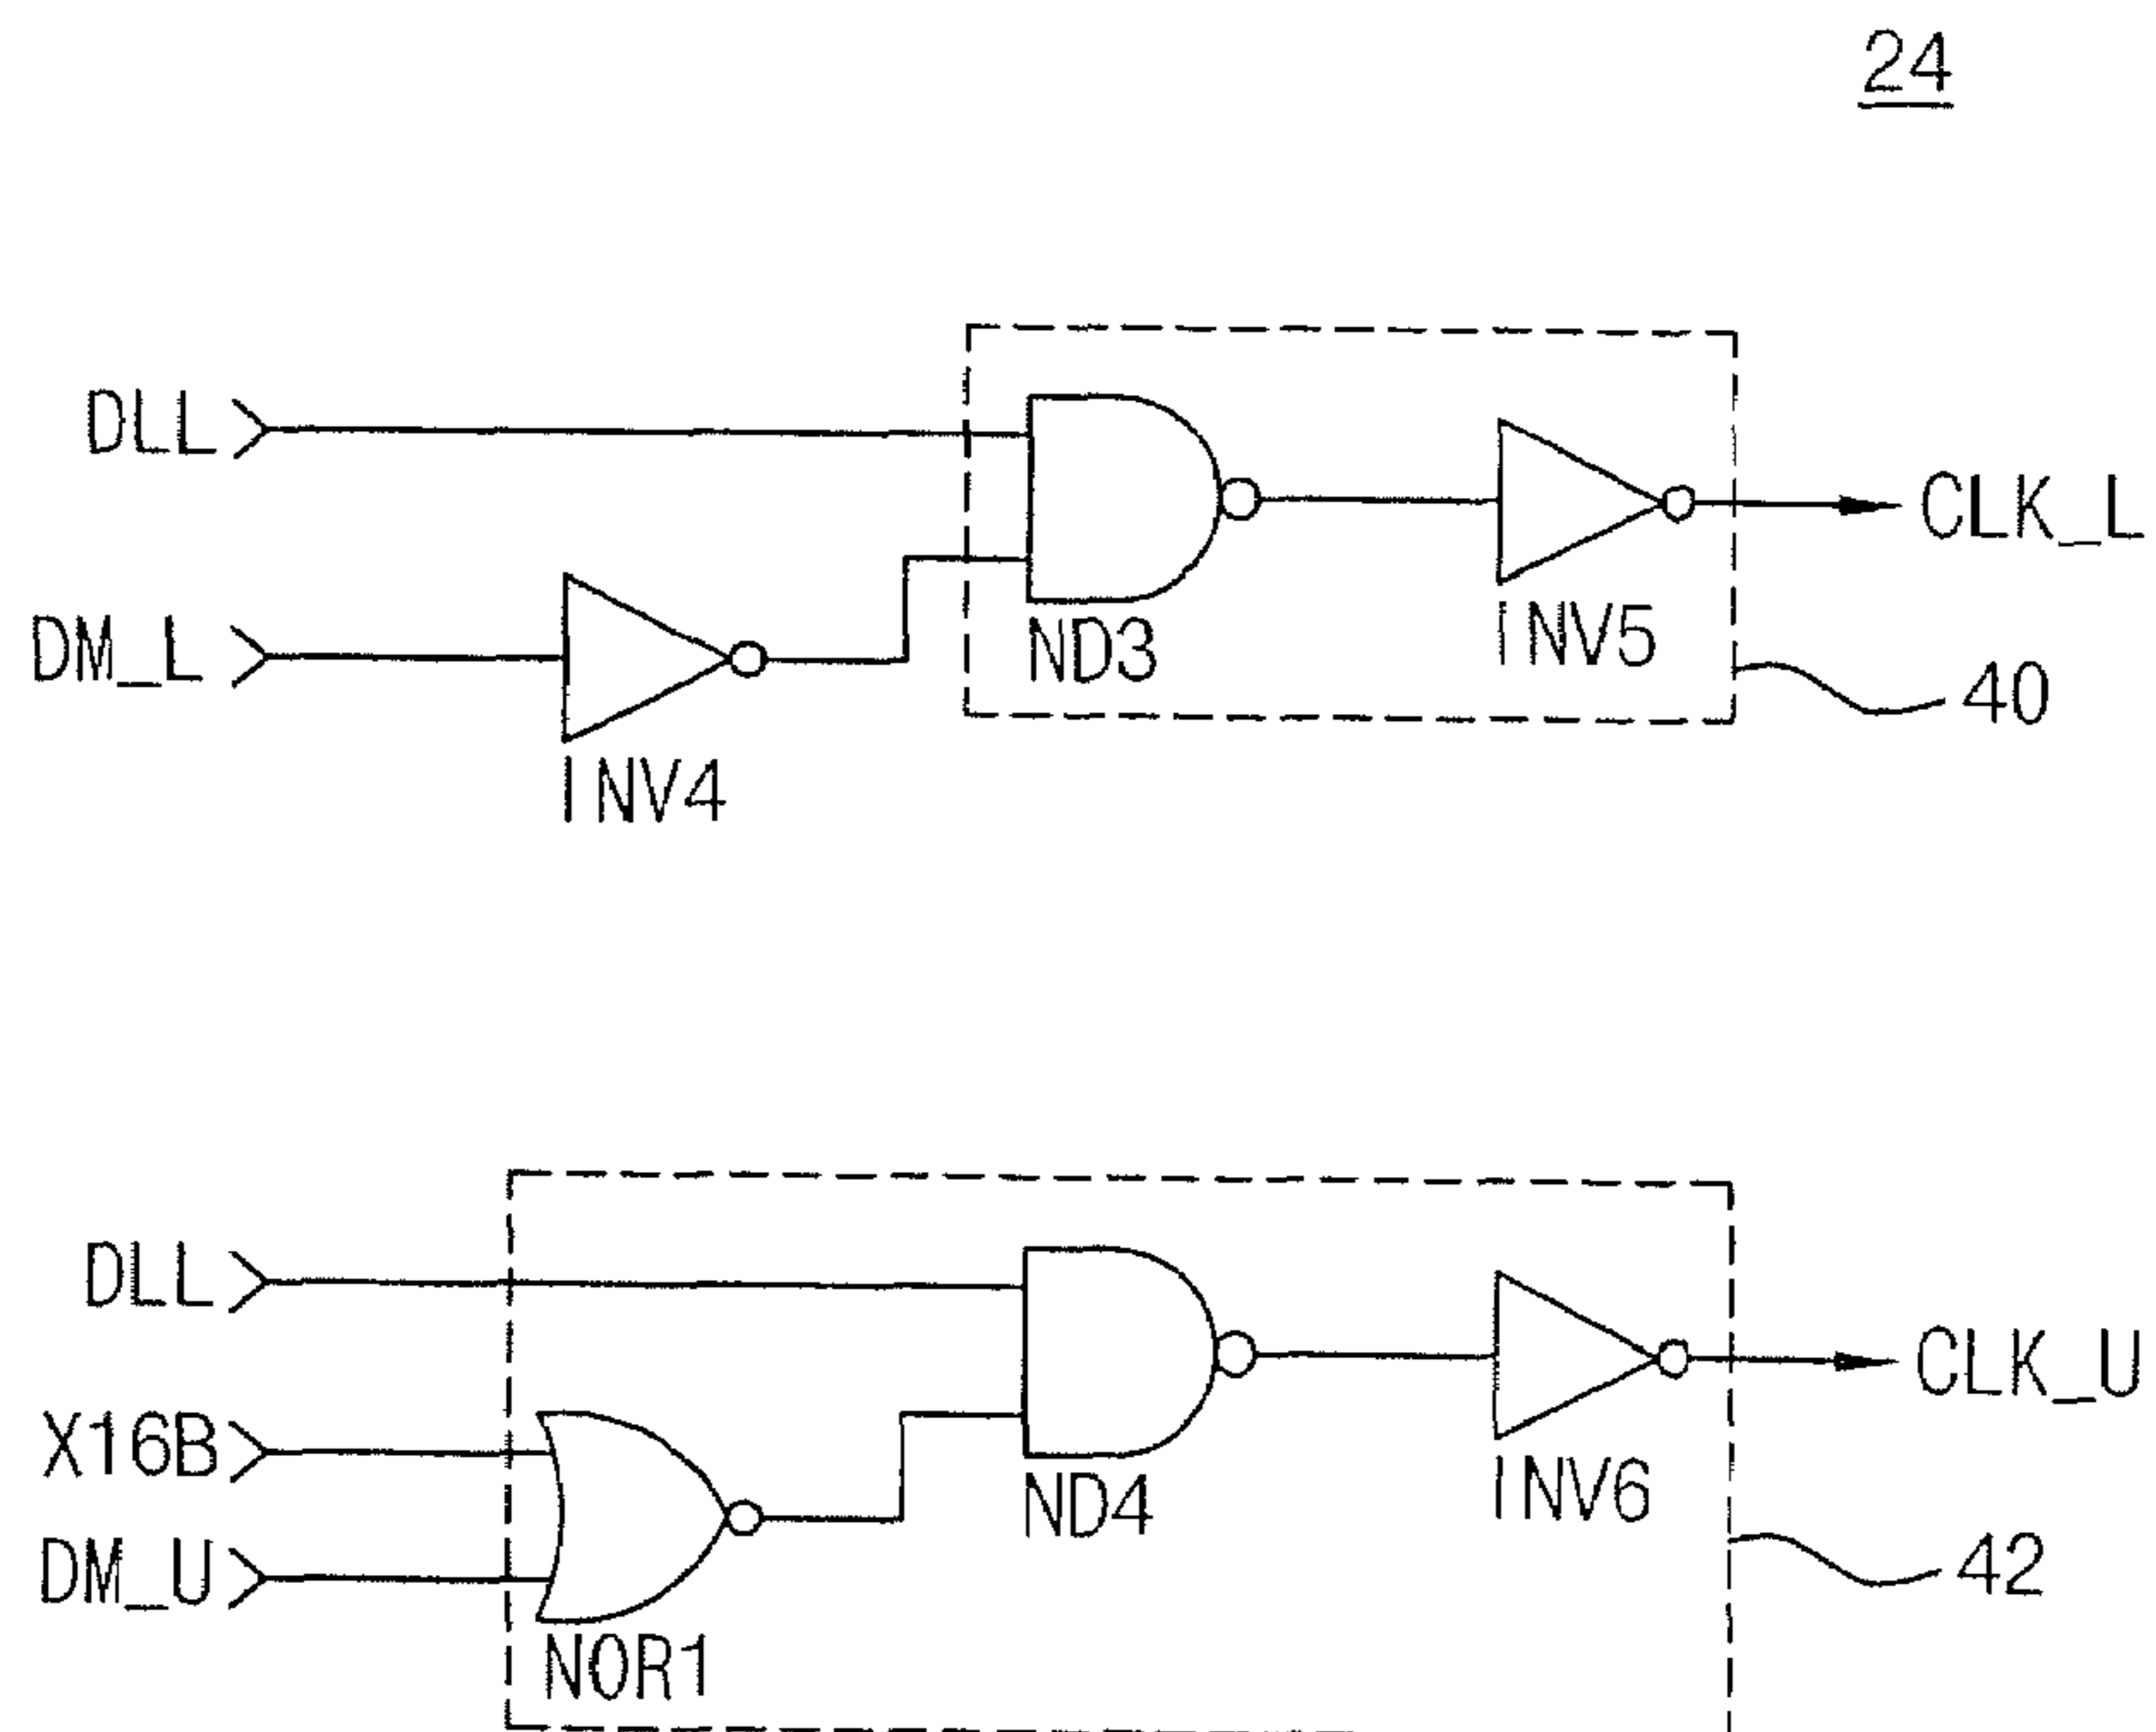 24
DLL
CLK_L
DM_L
ND3
INV5
40
INV4
DLL
CLK_U
X16B
ND4
INV6
DM_U
42
NOR1